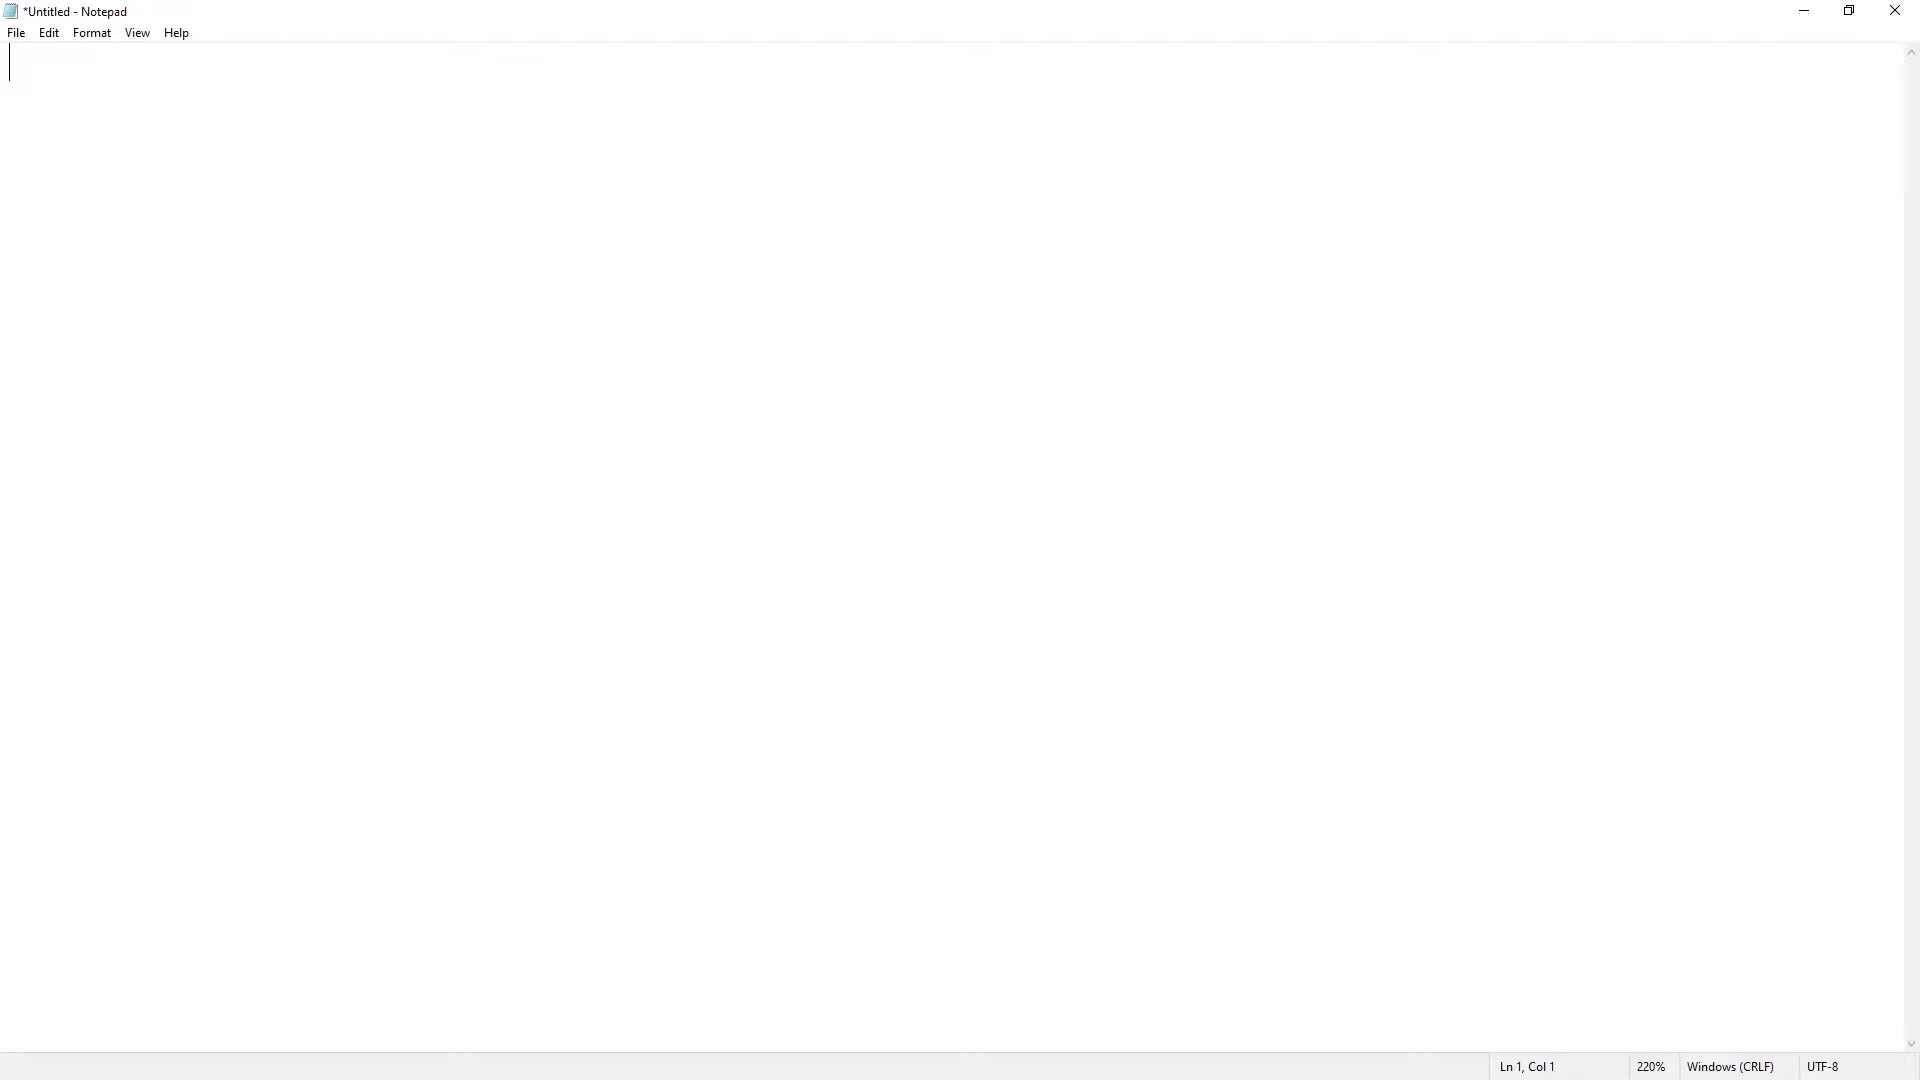 *Untitled - Notepad
File Edit Format View Help
Ln 1, Col 1 220% Windows (CRLF) UTF-8